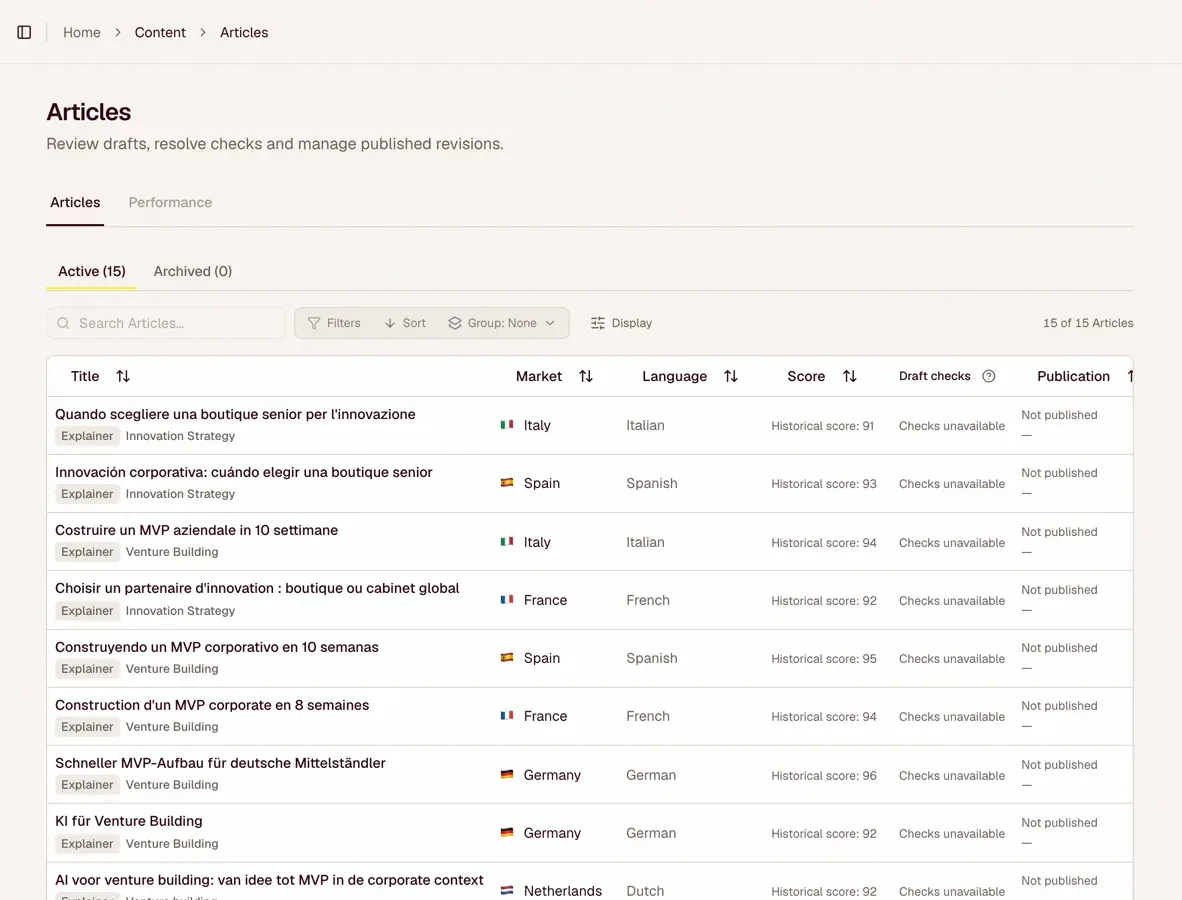 Home > Content > Articles
Articles
Review drafts, resolve checks and manage published revisions.
Articles Performance
Active (15) Archived (0)
Search Articles... Filters Sort Group: None Display 15 of 15 Articles
Title Market Language Score Draft checks Publication
Quando scegliere una boutique senior per l'innovazione
Explainer Innovation Strategy
Italy Italian Historical score: 91 Checks unavailable Not published
—
Innovación corporativa: cuándo elegir una boutique senior
Explainer Innovation Strategy
Spain Spanish Historical score: 93 Checks unavailable Not published
—
Costruire un MVP aziendale in 10 settimane
Explainer Venture Building
Italy Italian Historical score: 94 Checks unavailable Not published
—
Choisir un partenaire d'innovation : boutique ou cabinet global
Explainer Innovation Strategy
France French Historical score: 92 Checks unavailable Not published
—
Construyendo un MVP corporativo en 10 semanas
Explainer Venture Building
Spain Spanish Historical score: 95 Checks unavailable Not published
—
Construction d'un MVP corporate en 8 semaines
Explainer Venture Building
France French Historical score: 94 Checks unavailable Not published
—
Schneller MVP-Aufbau für deutsche Mittelständler
Explainer Venture Building
Germany German Historical score: 96 Checks unavailable Not published
—
KI für Venture Building
Explainer Venture Building
Germany German Historical score: 92 Checks unavailable Not published
—
AI voor venture building: van idee tot MVP in de corporate context
Explainer Venture building
Netherlands Dutch Historical score: 92 Checks unavailable Not published